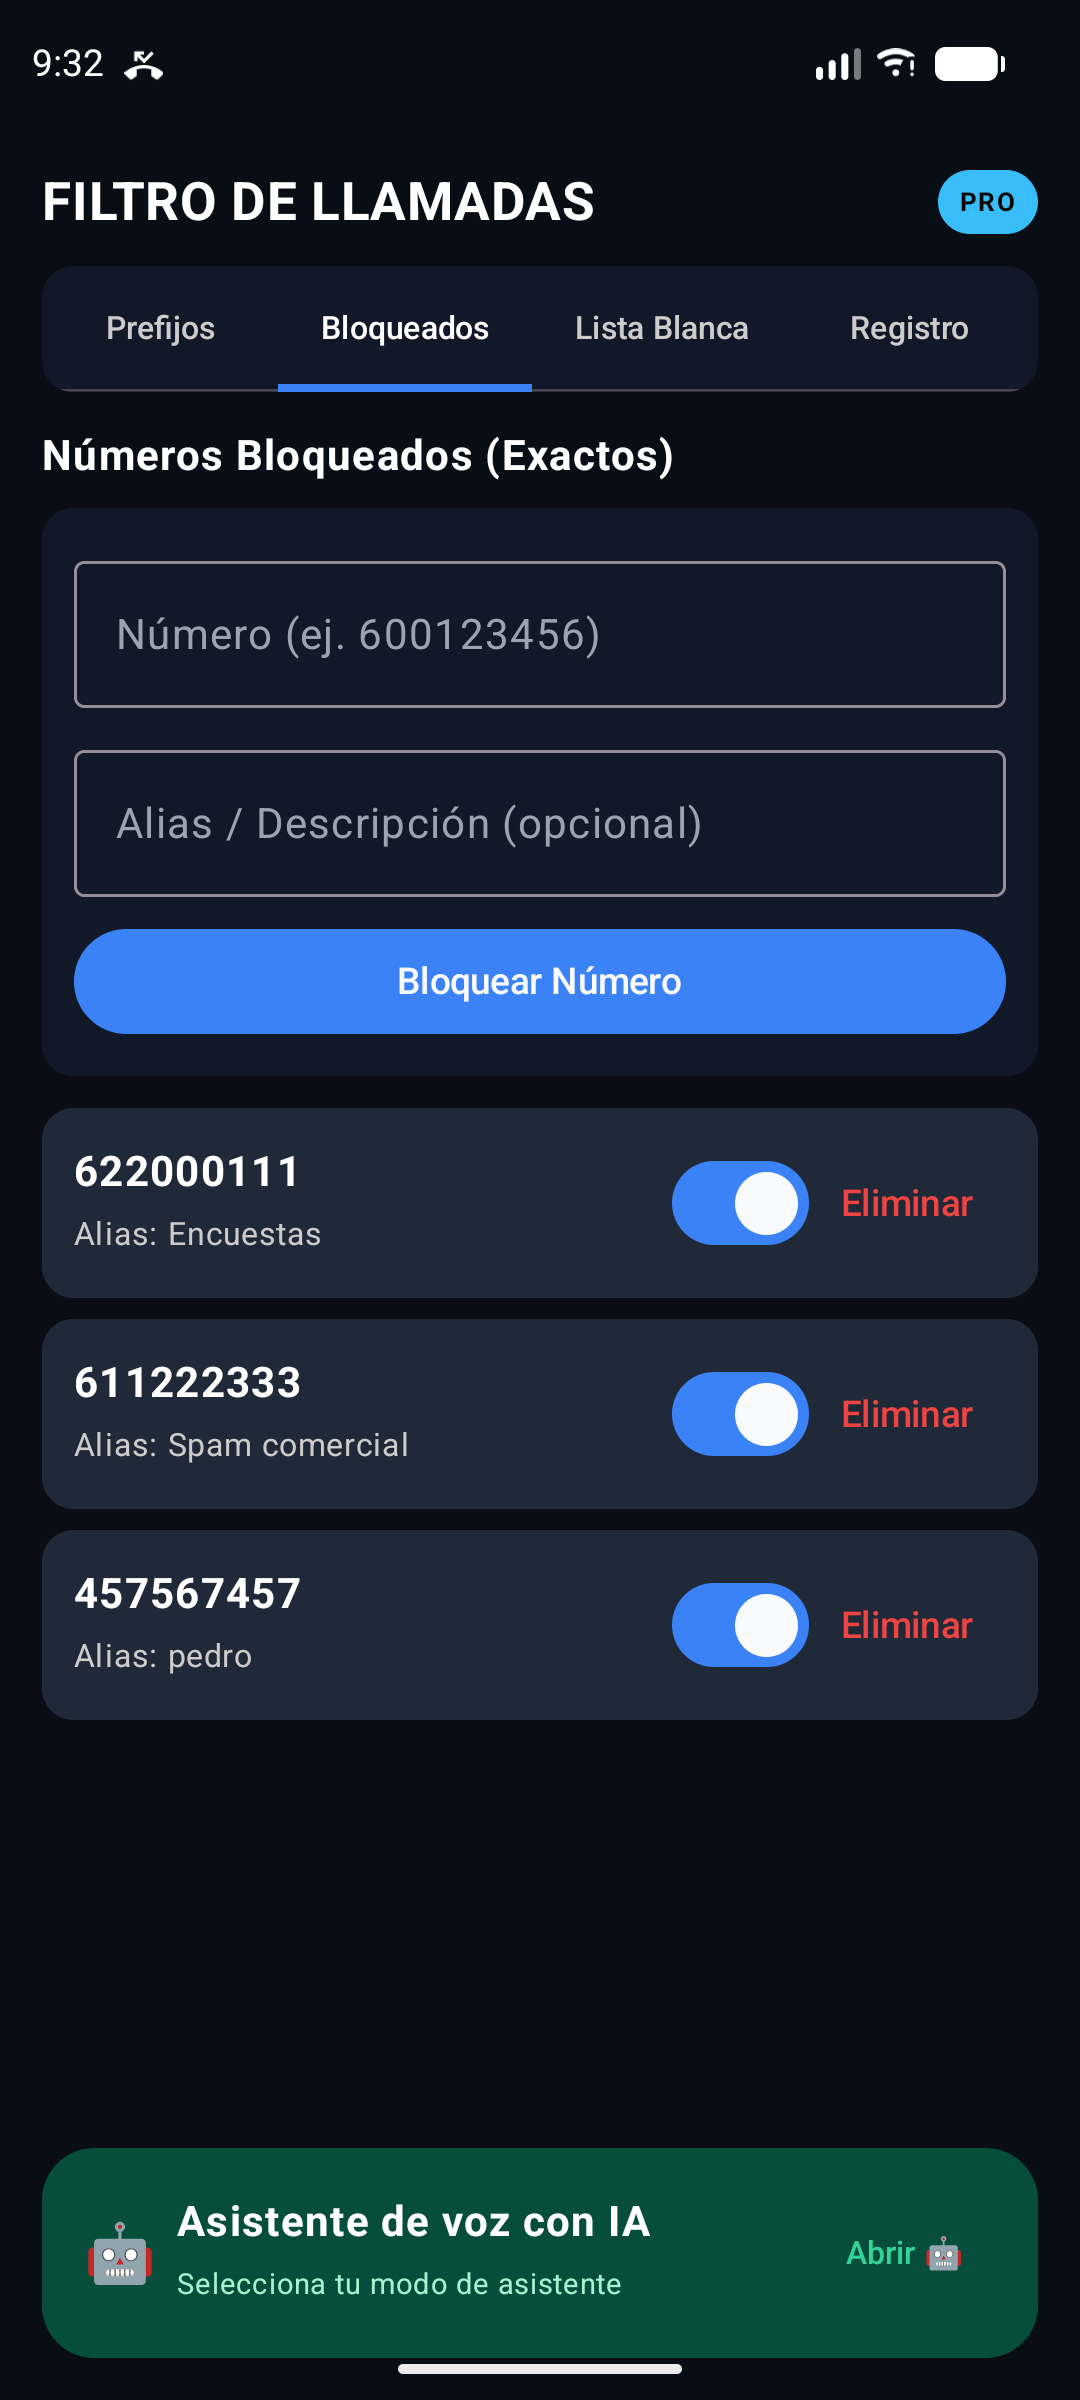 9:32
FILTRO DE LLAMADAS
PRO
Prefijos
Bloqueados
Lista Blanca
Registro
Números Bloqueados (Exactos)
Número (ej. 600123456)
Alias / Descripción (opcional)
Bloquear Número
622000111
Alias: Encuestas
Eliminar
611222333
Alias: Spam comercial
Eliminar
457567457
Alias: pedro
Eliminar
Asistente de voz con IA
Selecciona tu modo de asistente
Abrir 🤖